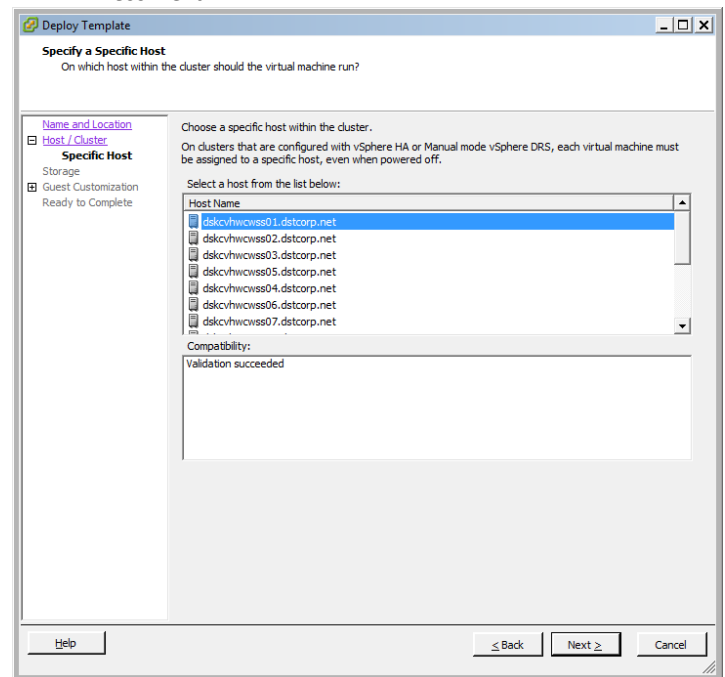 Deploy Template
Specify a Specific Host
On which host within the cluster should the virtual machine run?
Name and Location
Host / Cluster
Specific Host
Storage
Guest Customization
Ready to Complete
Choose a specific host within the cluster.
On clusters that are configured with vSphere HA or Manual mode vSphere DRS, each virtual machine must
be assigned to a specific host, even when powered off.
Select a host from the list below:
Host Name
dskcvhwcwss01.dstcorp.net
dskcvhwcwss02.dstcorp.net
dskcvhwcwss03.dstcorp.net
dskcvhwcwss05.dstcorp.net
dskcvhwcwss04.dstcorp.net
dskcvhwcwss06.dstcorp.net
dskcvhwcwss07.dstcorp.net
Compatibility:
Validation succeeded
Help
< Back
Next >
Cancel